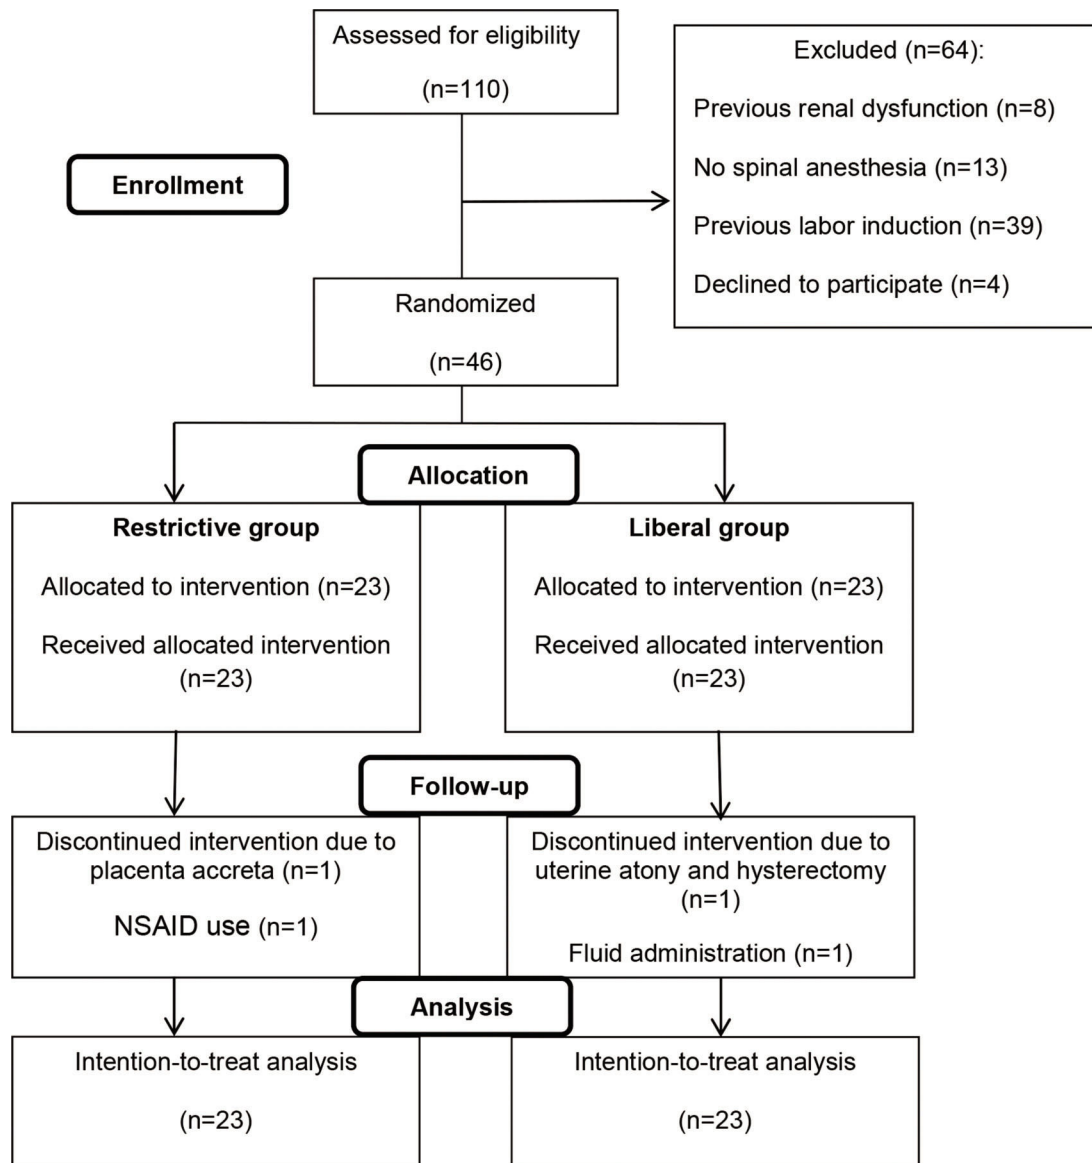 Assessed for eligibility
(n=110)
Excluded (n=64):
Previous renal dysfunction (n=8)
No spinal anesthesia (n=13)
Previous labor induction (n=39)
Declined to participate (n=4)
Enrollment
Randomized
(n=46)
Allocation
Restrictive group
Allocated to intervention (n=23)
Received allocated intervention
(n=23)
Liberal group
Allocated to intervention (n=23)
Received allocated intervention
(n=23)
Follow-up
Discontinued intervention due to
placenta accreta (n=1)
NSAID use (n=1)
Discontinued intervention due to
uterine atony and hysterectomy
(n=1)
Fluid administration (n=1)
Analysis
Intention-to-treat analysis
(n=23)
Intention-to-treat analysis
(n=23)